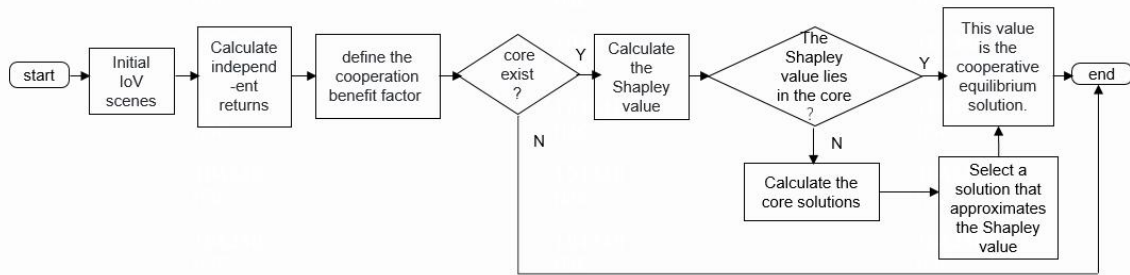 start
Initial
IoV
scenes
Calculate
independ
-ent
returns
define the
cooperation
benefit factor
core
exist
?
Y
N
Calculate
the
Shapley
value
The
Shapley
value lies
in the core
?
Y
N
This value
is the
cooperative
equilibrium
solution.
end
Calculate the
core solutions
Select a
solution that
approximates
the Shapley
value